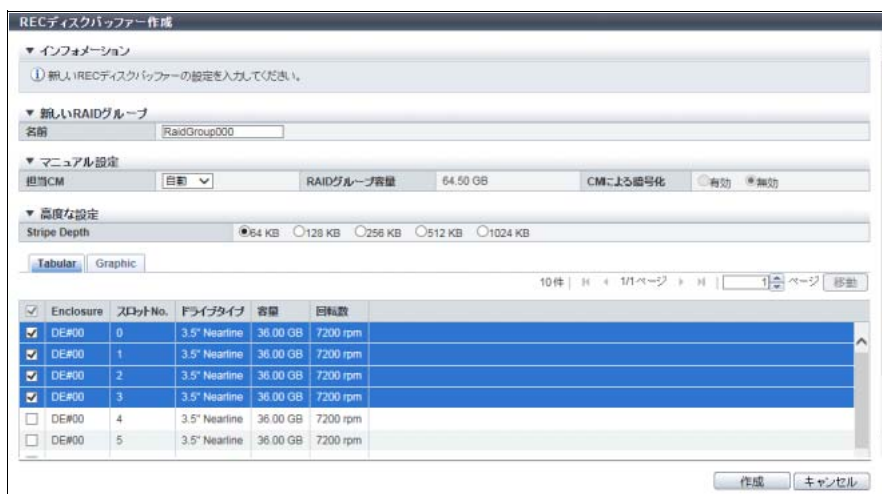 RECディスクバッファー作成
▼ インフォメーション
新しいRECディスクバッファーの設定を入力してください。
▼ 新しいRAIDグループ
名前 RaidGroup000
▼ マニュアル設定
担当CM 自動 RAIDグループ容量 64.50 GB CMによる暗号化 有効 無効
▼ 高度な設定
Stripe Depth 64 KB 128 KB 256 KB 512 KB 1024 KB
Tabular Graphic
10件 1/1ページ 1 ページ 移動
Enclosure スロットNo. ドライブタイプ 容量 回転数
DE#00 0 3.5" Nearline 36.00 GB 7200 rpm
DE#00 1 3.5" Nearline 36.00 GB 7200 rpm
DE#00 2 3.5" Nearline 36.00 GB 7200 rpm
DE#00 3 3.5" Nearline 36.00 GB 7200 rpm
DE#00 4 3.5" Nearline 36.00 GB 7200 rpm
DE#00 5 3.5" Nearline 36.00 GB 7200 rpm
作成 キャンセル